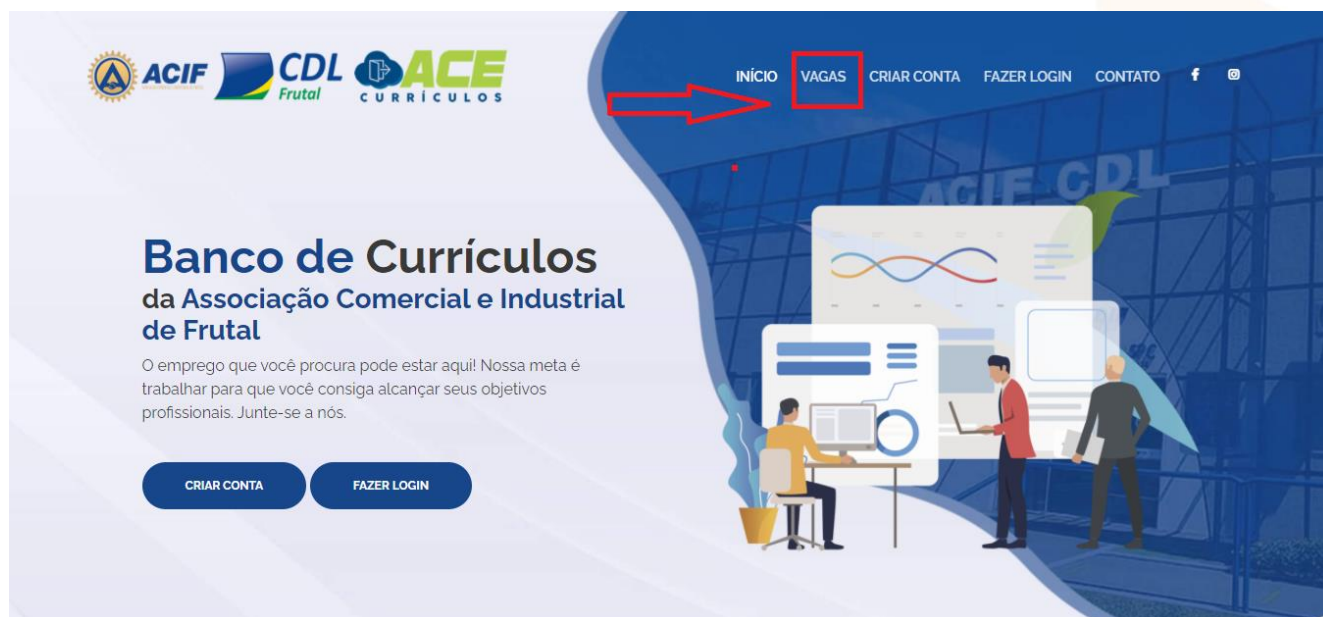 ACIF
CDL
Frutal
ACE
CURRÍCULOS
INÍCIO VAGAS CRIAR CONTA FAZER LOGIN CONTATO
ACIF CDL
Banco de Currículos
da Associação Comercial e Industrial
de Frutal
O emprego que você procura pode estar aqui! Nossa meta é
trabalhar para que você consiga alcançar seus objetivos
profissionais. Junte-se a nós.
CRIAR CONTA FAZER LOGIN